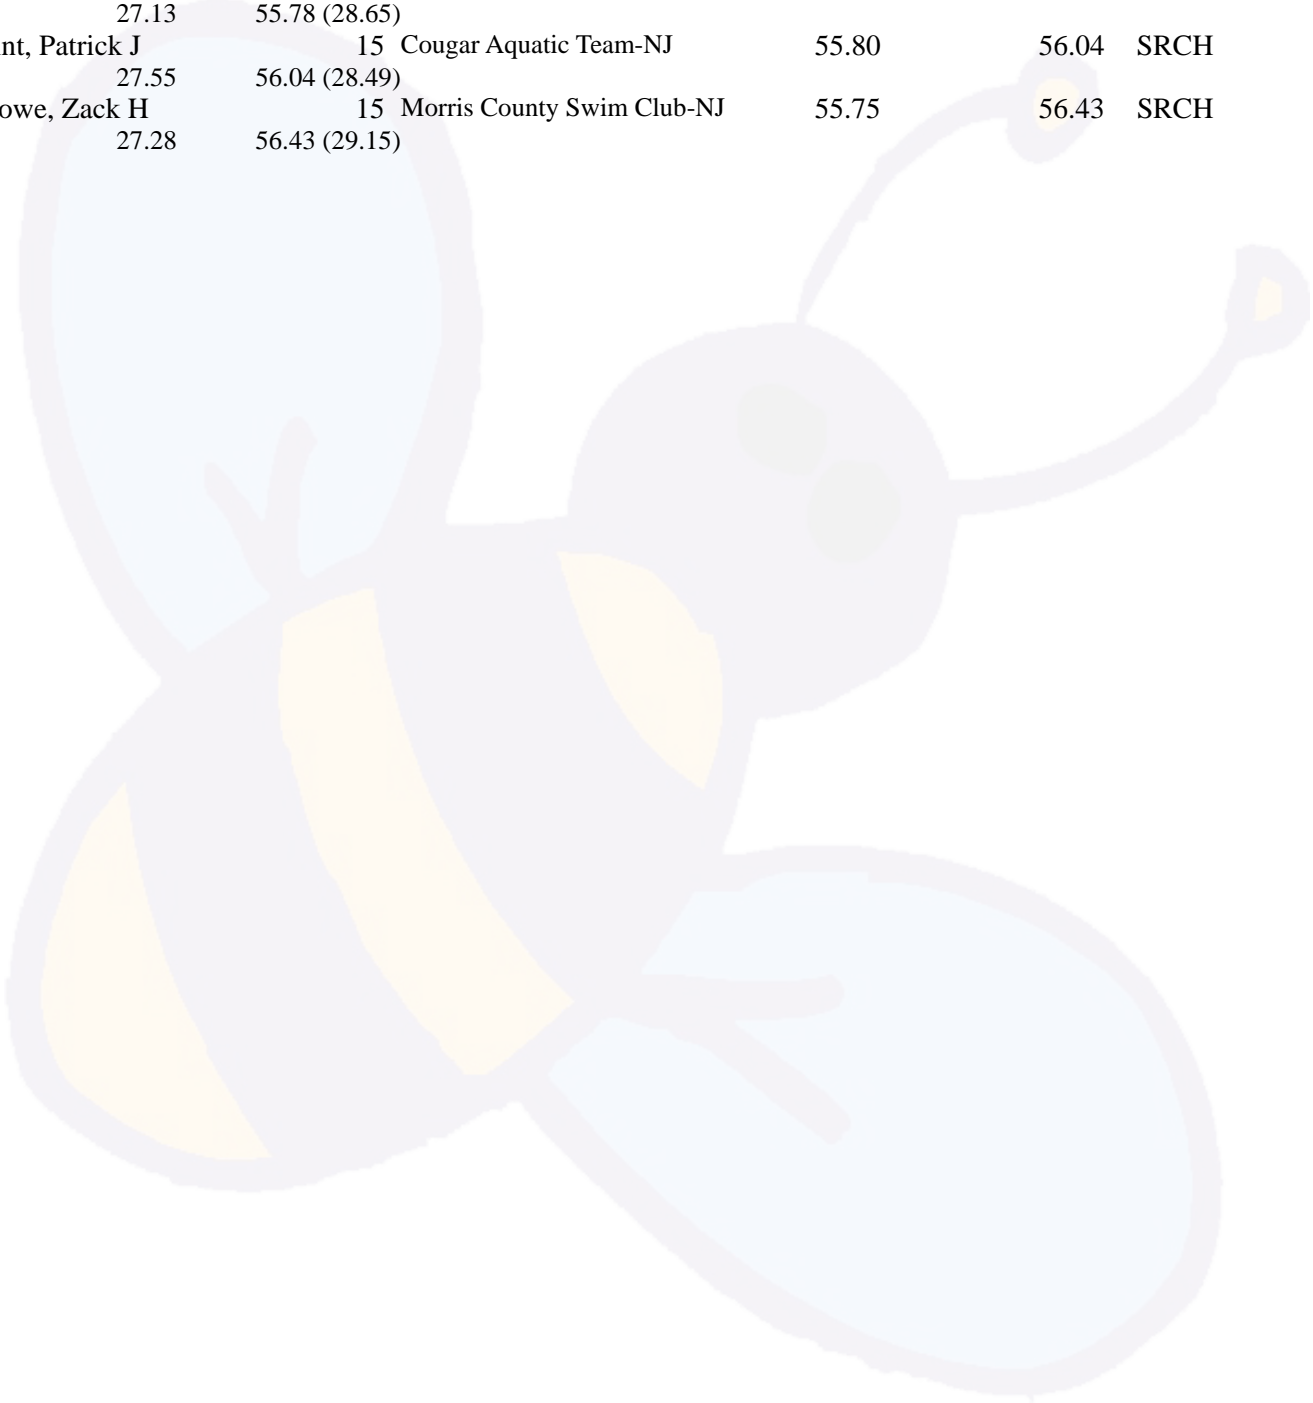 27.13 55.78 (28.65)
nt, Patrick J 15 Cougar Aquatic Team-NJ 55.80 56.04 SRCH
27.55 56.04 (28.49)
owe, Zack H 15 Morris County Swim Club-NJ 55.75 56.43 SRCH
27.28 56.43 (29.15)